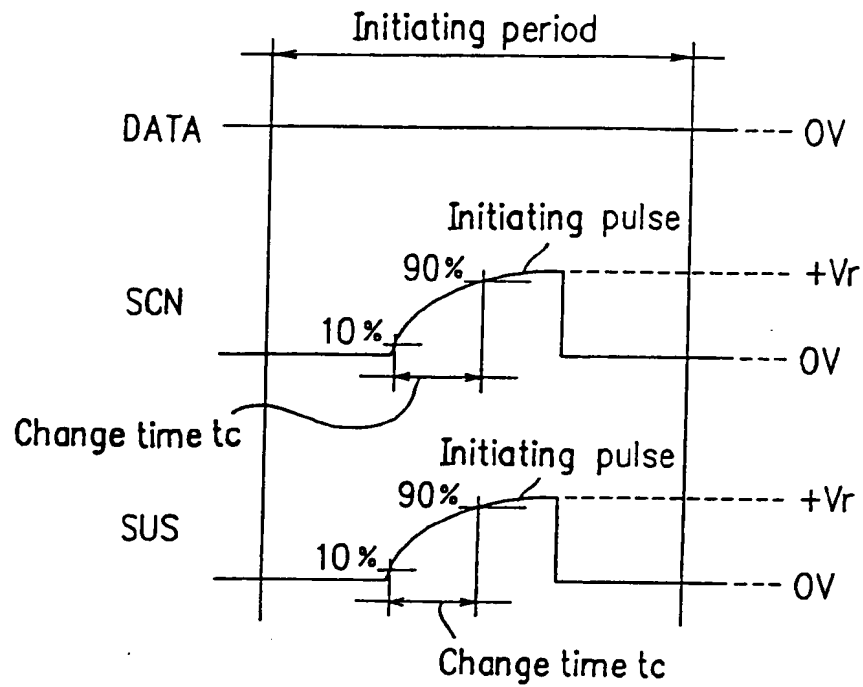 Initiating period
DATA
0V
Initiating pulse
90%
+Vr
SCN
10%
0V
Change time tc
Initiating pulse
90%
+Vr
SUS
10%
0V
Change time tc